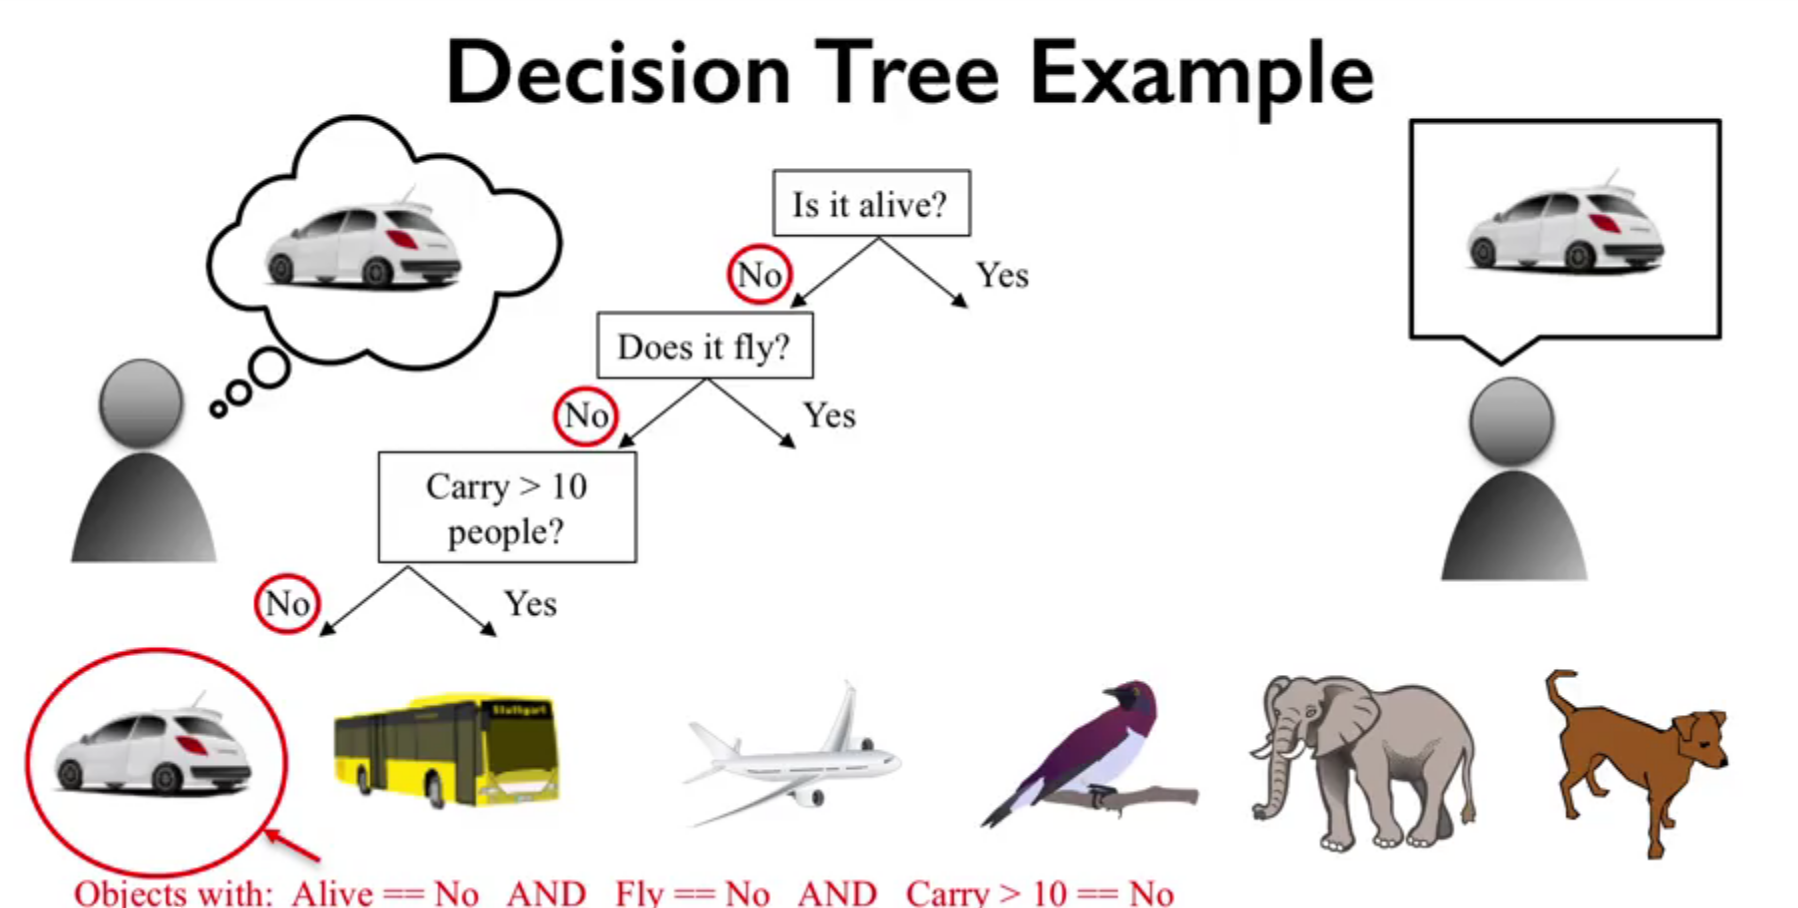 Decision Tree Example
Is it alive?
No
Yes
Does it fly?
No
Yes
Carry > 10
people?
No
Yes
Stuttgart
Objects with: Alive == No AND Fly == No AND Carry > 10 == No